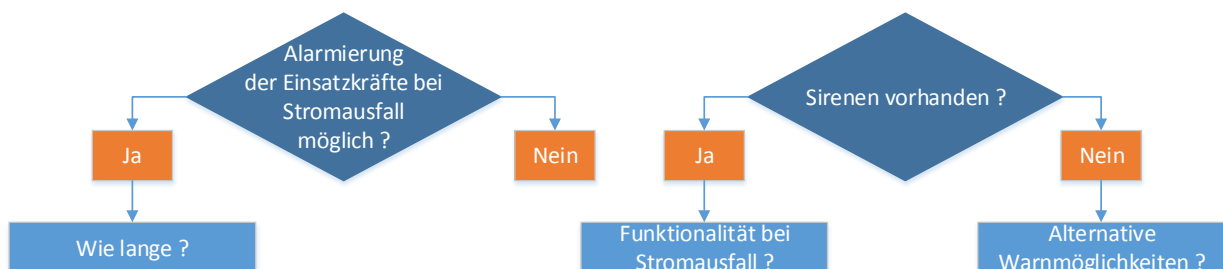 Alarmierung
der Einsatzkräfte bei
Stromausfall
möglich ?
Ja
Nein
Wie lange ?
Sirenen vorhanden ?
Ja
Nein
Funktionalität bei
Stromausfall ?
Alternative
Warnmöglichkeiten ?